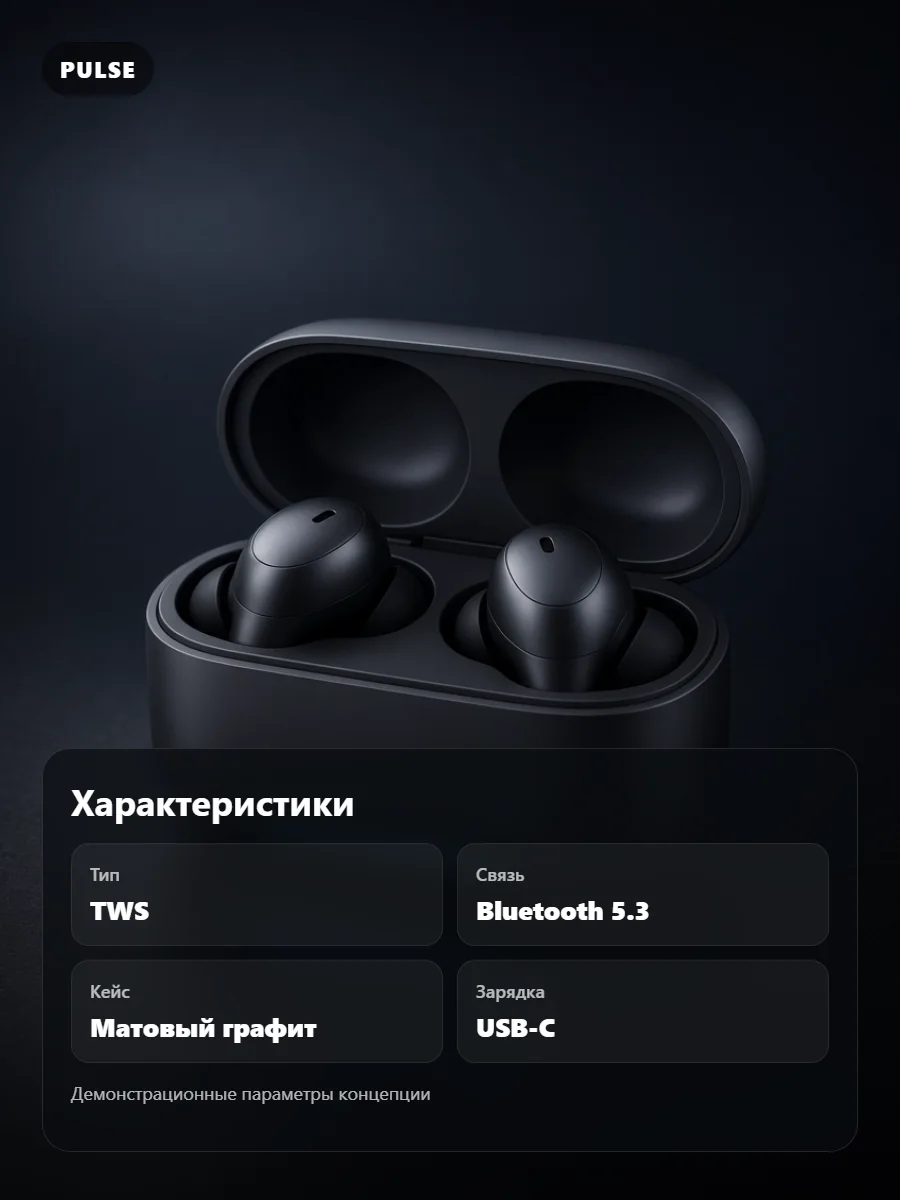 PULSE
Характеристики
Тип
TWS
Связь
Bluetooth 5.3
Кейс
Матовый графит
Зарядка
USB-C
Демонстрационные параметры концепции